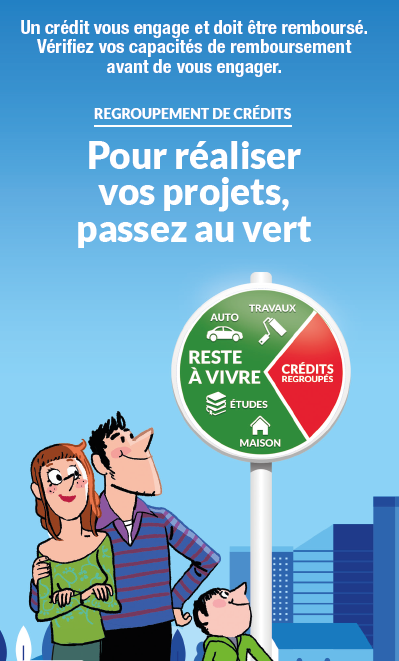 Un crédit vous engage et doit être remboursé.
Vérifiez vos capacités de remboursement
avant de vous engager.
REGROUPEMENT DE CRÉDITS
Pour réaliser
vos projets,
passez au vert
AUTO
TRAVAUX
RESTE
À VIVRE
CRÉDITS
REGROUPÉS
ÉTUDES
MAISON